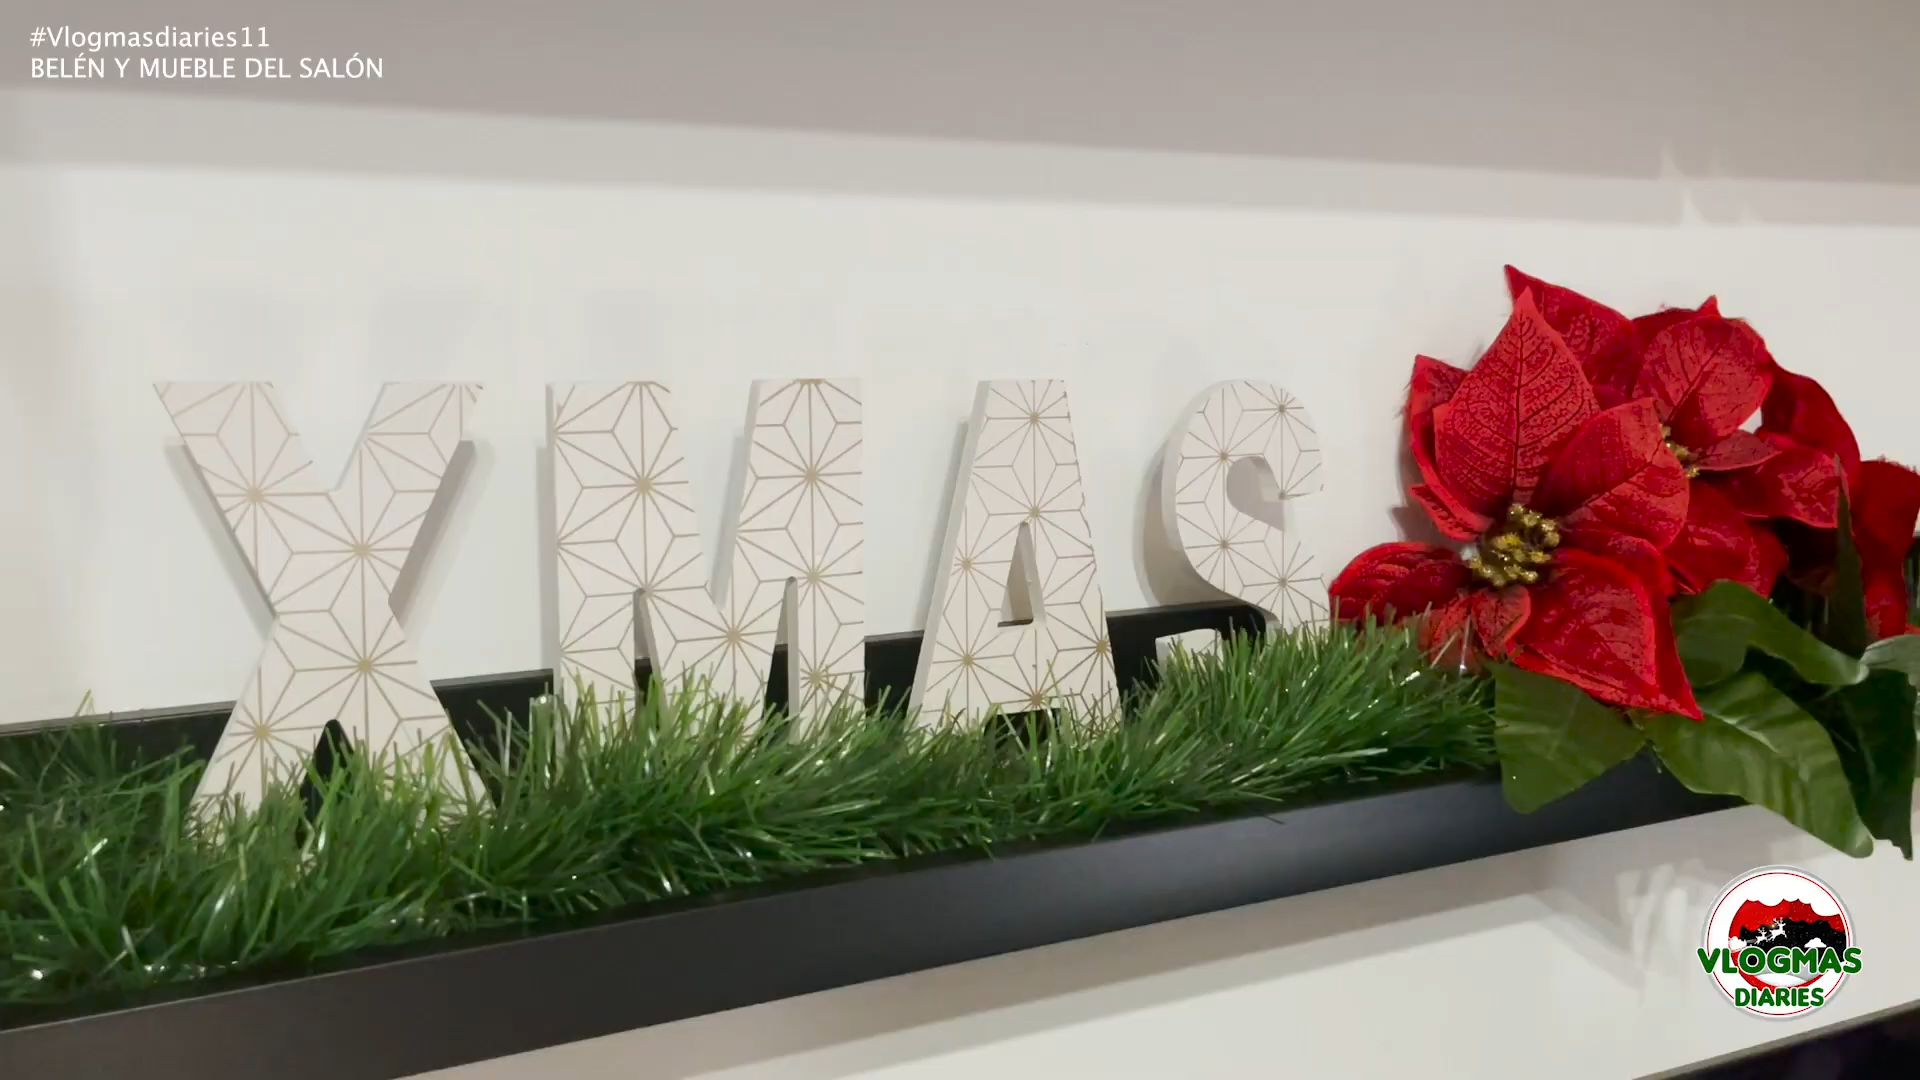 #Vlogmasdiaries11
BELÉN Y MUEBLE DEL SALÓN
XMAS
VLOGMAS
DIARIES